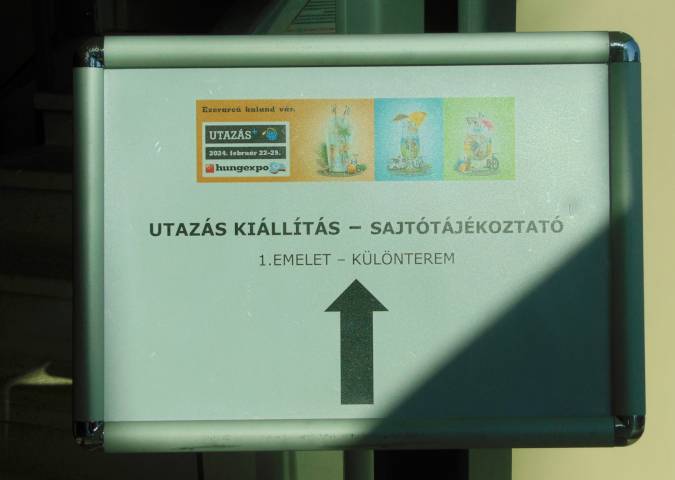 Ezerarcú kaland vár.
UTAZÁS+
2024. február 22-25.
hungexpo
UTAZÁS KIÁLLÍTÁS – SAJTÓTÁJÉKOZTATÓ
1.EMELET – KÜLÖNTEREM